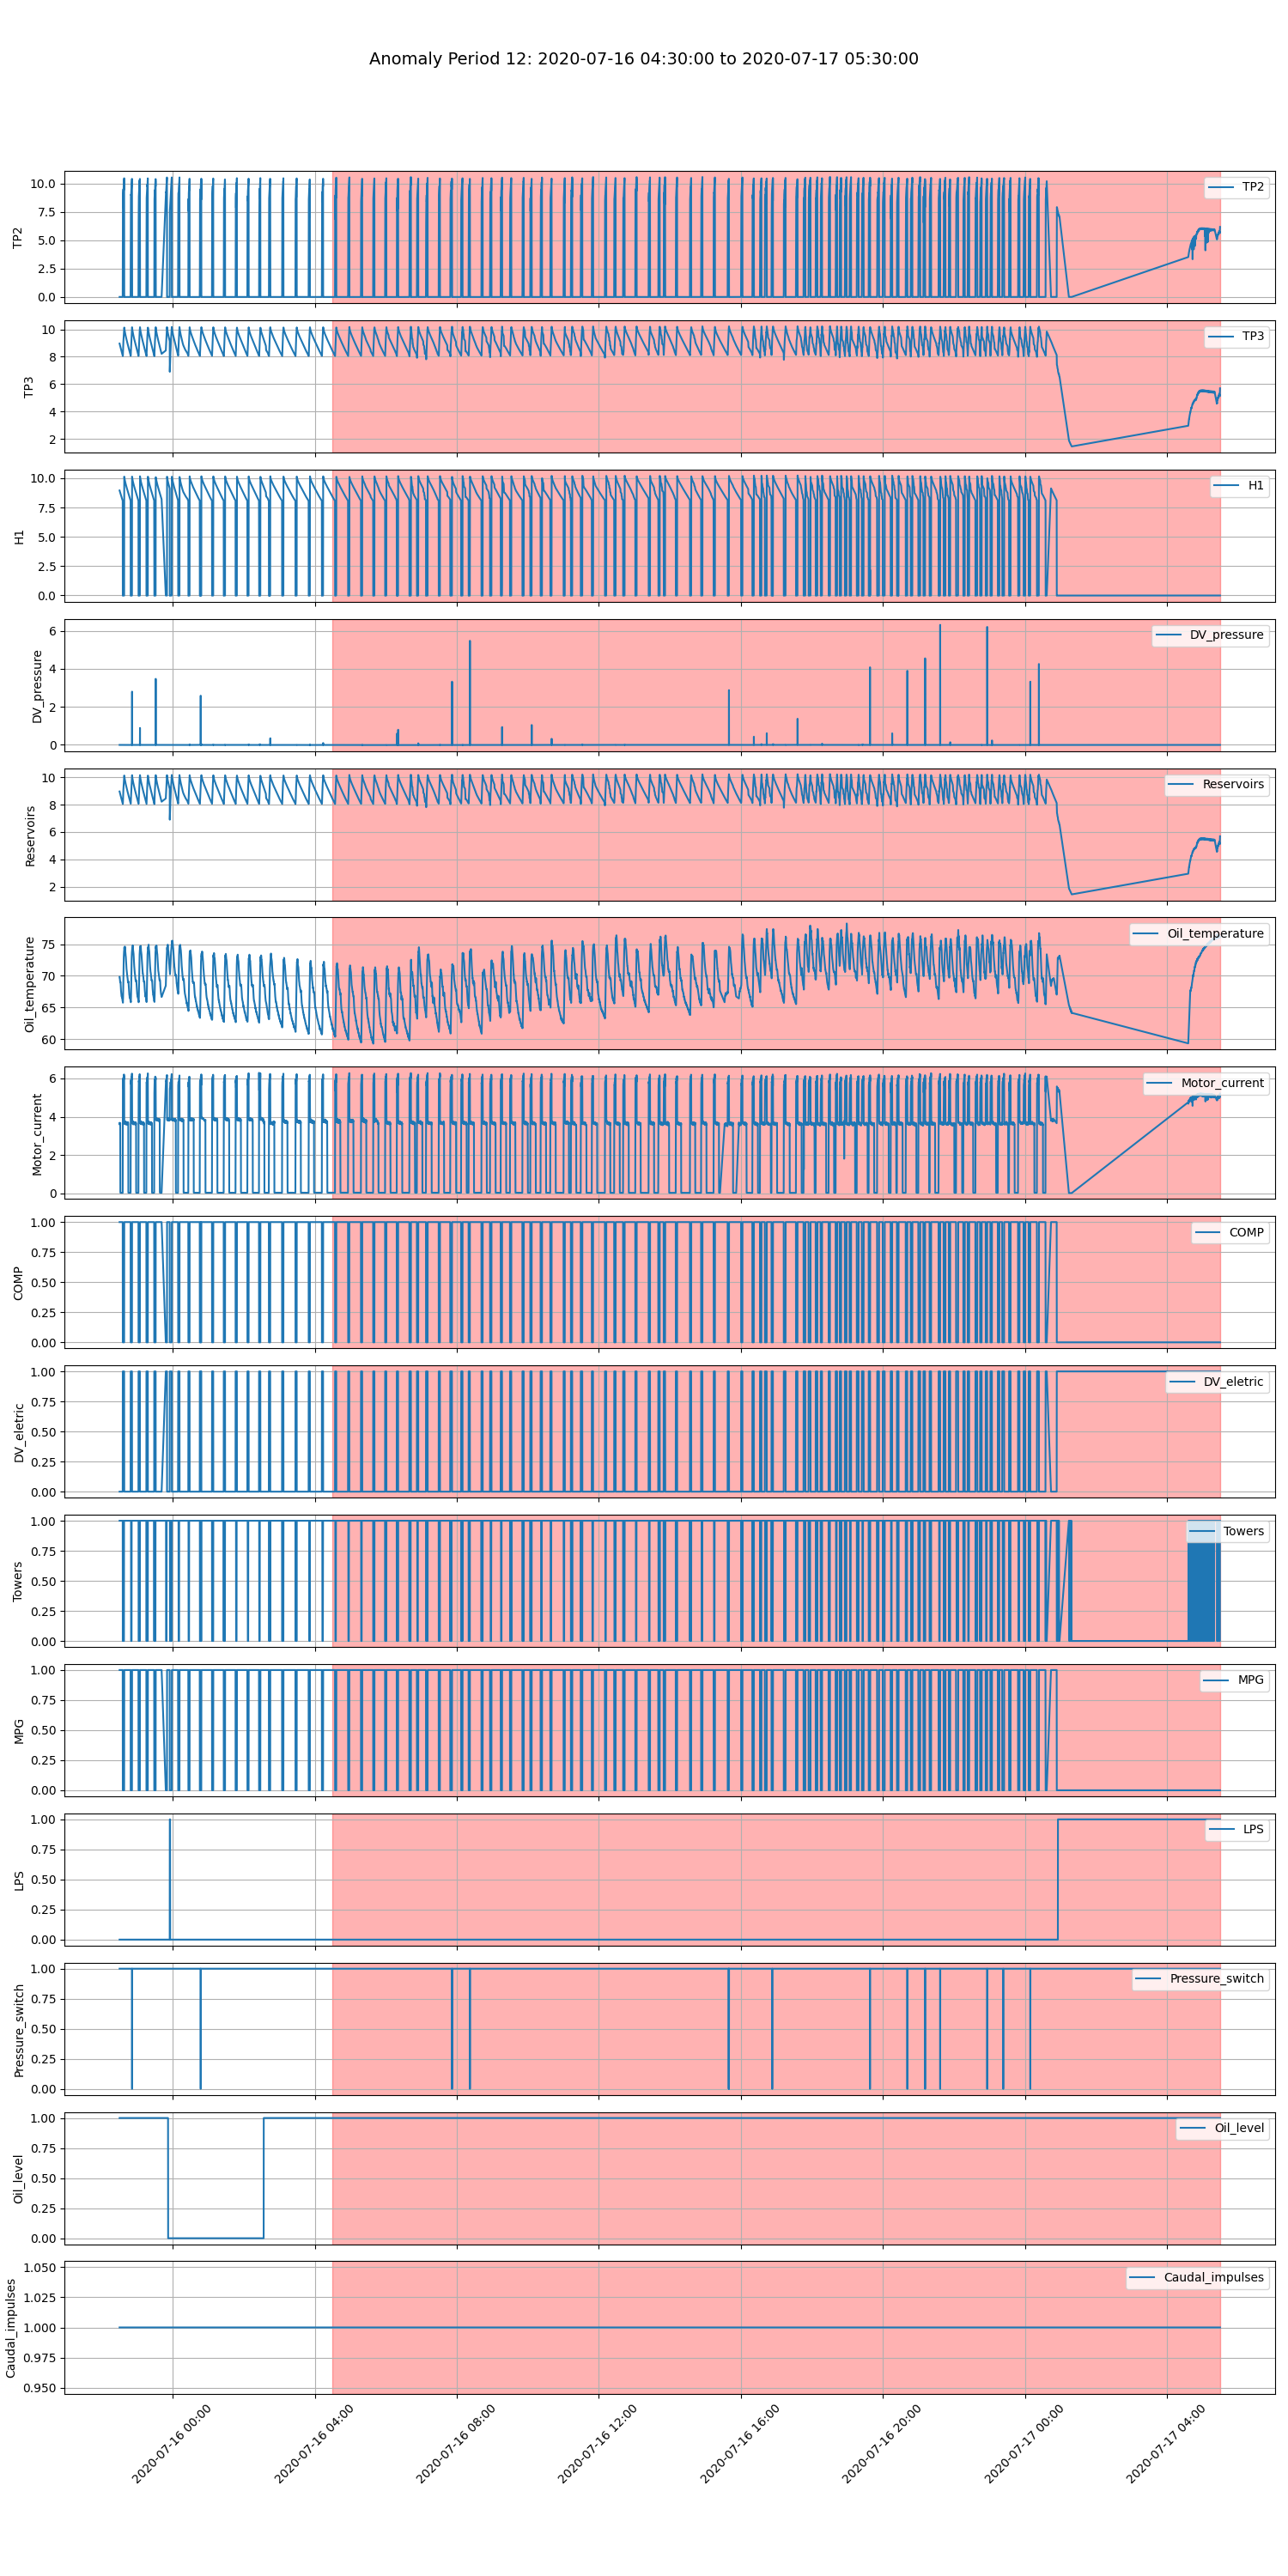 Anomaly Period 12: 2020-07-16 04:30:00 to 2020-07-17 05:30:00
TP2
10.0
7.5
5.0
2.5
0.0
TP2
TP3
10
8
6
4
2
TP3
H1
10.0
7.5
5.0
2.5
0.0
H1
DV_pressure
6
4
2
0
DV_pressure
Reservoirs
10
8
6
4
2
Reservoirs
Oil_temperature
75
70
65
60
Oil_temperature
Motor_current
6
4
2
0
Motor_current
COMP
1.00
0.75
0.50
0.25
0.00
COMP
DV_eletric
1.00
0.75
0.50
0.25
0.00
DV_eletric
Towers
1.00
0.75
0.50
0.25
0.00
Towers
MPG
1.00
0.75
0.50
0.25
0.00
MPG
LPS
1.00
0.75
0.50
0.25
0.00
LPS
Pressure_switch
1.00
0.75
0.50
0.25
0.00
Pressure_switch
Oil_level
1.00
0.75
0.50
0.25
0.00
Oil_level
Caudal_impulses
1.050
1.025
1.000
0.975
0.950
Caudal_impulses
2020-07-16 00:00
2020-07-16 04:00
2020-07-16 08:00
2020-07-16 12:00
2020-07-16 16:00
2020-07-16 20:00
2020-07-17 00:00
2020-07-17 04:00